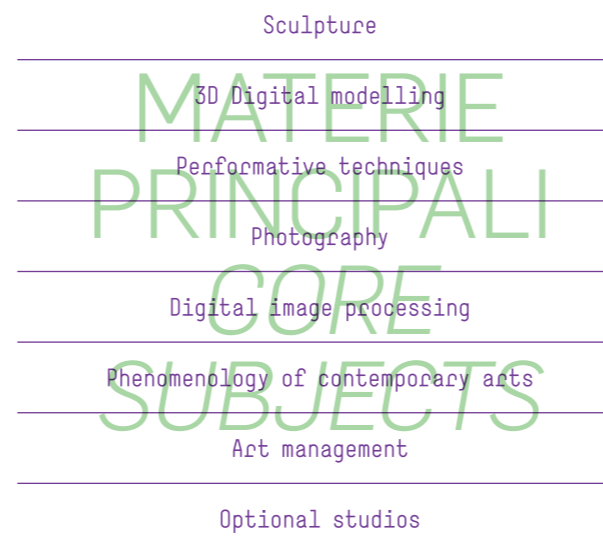 Sculpture
3D Digital modelling
Performative techniques
Photography
Digital image processing
Phenomenology of contemporary arts
Art management
Optional studios
MATERIE
PRINCIPALI
CORE
SUBJECTS